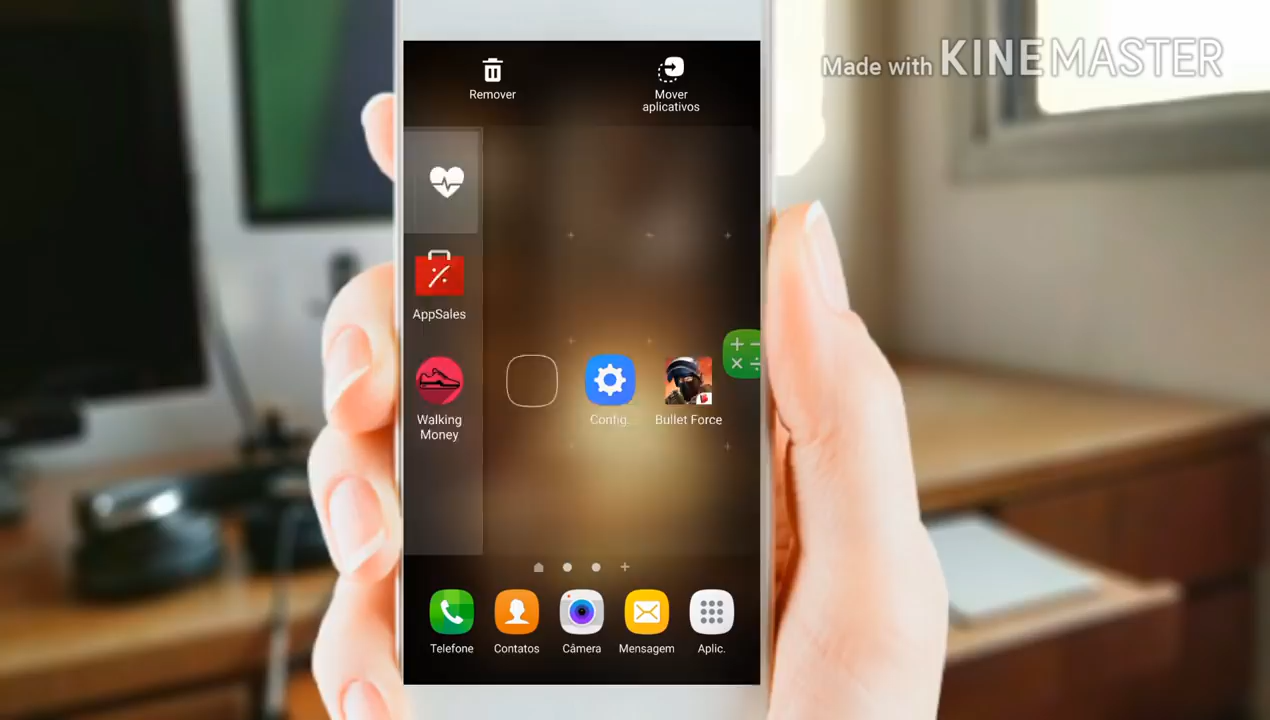 Made with KINEMASTER
Remover
Mover
aplicativos
AppSales
Walking
Money
Config.
Bullet Force
Telefone
Contatos
Câmera
Mensagem
Aplic.